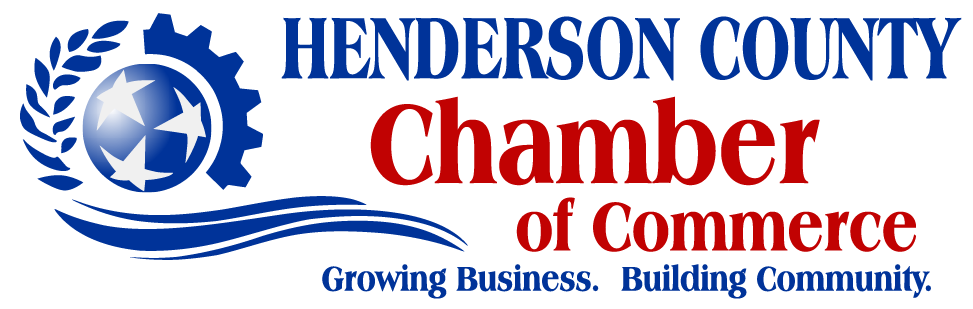 HENDERSON COUNTY
Chamber
of Commerce
Growing Business. Building Community.